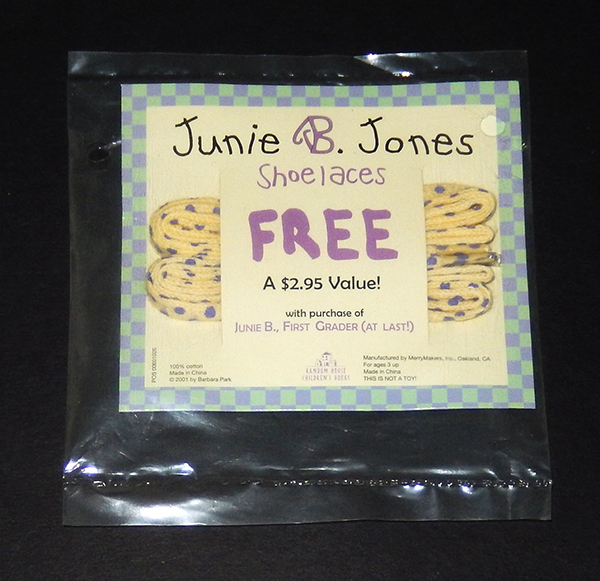 Junie B. Jones
Shoelaces
FREE
A $2.95 Value!
with purchase of
JUNIE B., FIRST GRADER (AT LAST!)
100% cotton
Made in China
© 2001 by Barbara Park
RANDOM HOUSE
CHILDREN'S BOOKS
Manufactured by MerryMakers, Inc., Oakland, CA
For ages 3 up
Made in China
THIS IS NOT A TOY!